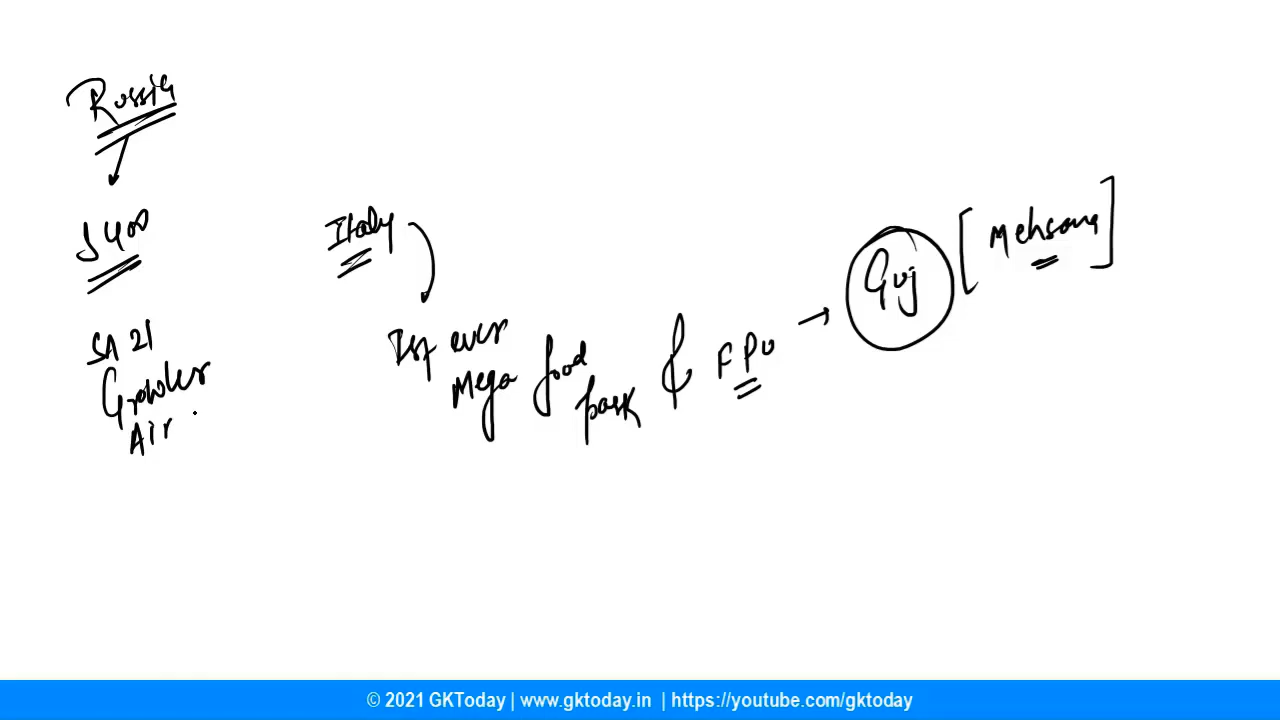 Russia
S400
SA 21
Growler
Air
Italy
Ist ever
Mega food park & FPU → Guj [Mehsana]
© 2021 GKToday | www.gktoday.in | https://youtube.com/gktoday